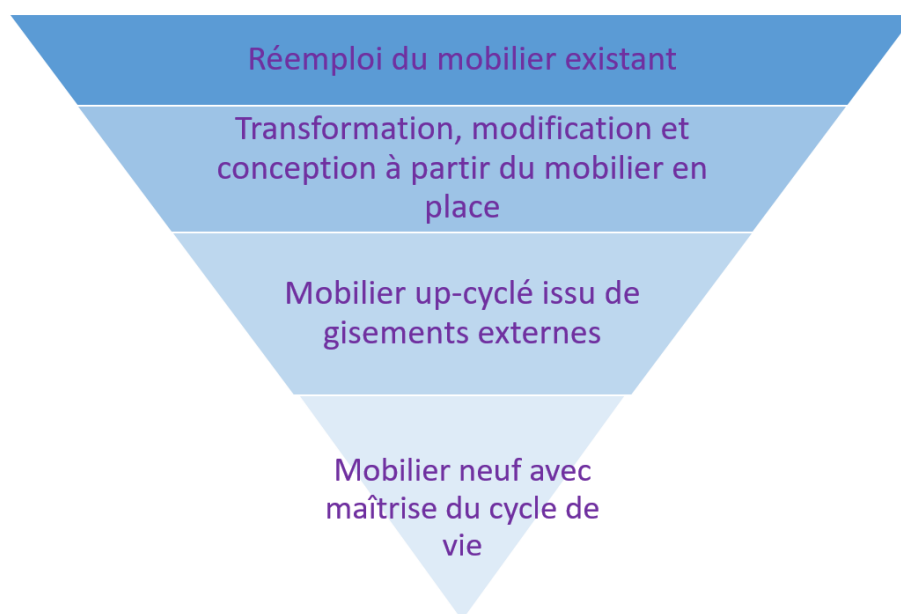 Réemploi du mobilier existant
Transformation, modification et
conception à partir du mobilier en
place
Mobilier up-cyclé issu de
gisements externes
Mobilier neuf avec
maîtrise du cycle de
vie